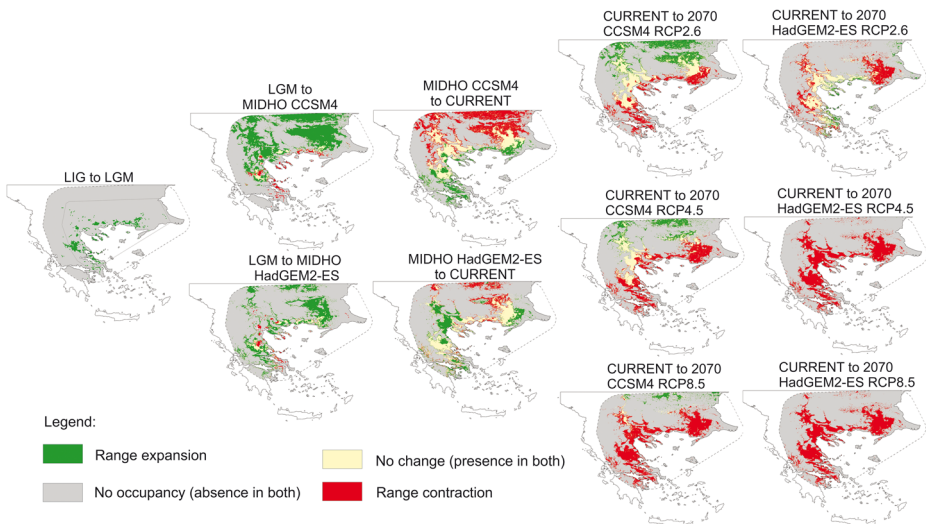 CURRENT to 2070
CCSM4 RCP2.6
CURRENT to 2070
HadGEM2-ES RCP2.6
LGM to
MIDHO CCSM4
MIDHO CCSM4
to CURRENT
LIG to LGM
CURRENT to 2070
CCSM4 RCP4.5
CURRENT to 2070
HadGEM2-ES RCP4.5
LGM to MIDHO
HadGEM2-ES
MIDHO HadGEM2-ES
to CURRENT
CURRENT to 2070
CCSM4 RCP8.5
CURRENT to 2070
HadGEM2-ES RCP8.5
Legend:
Range expansion
No change (presence in both)
No occupancy (absence in both)
Range contraction